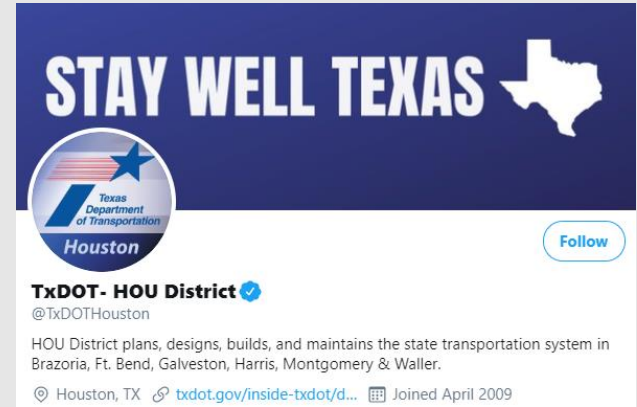 STAY WELL TEXAS
Texas
Department
of Transportation
Houston
Follow
TxDOT- HOU District
@TxDOTHouston
HOU District plans, designs, builds, and maintains the state transportation system in
Brazoria, Ft. Bend, Galveston, Harris, Montgomery & Waller.
Houston, TX txdot.gov/inside-txdot/d... Joined April 2009